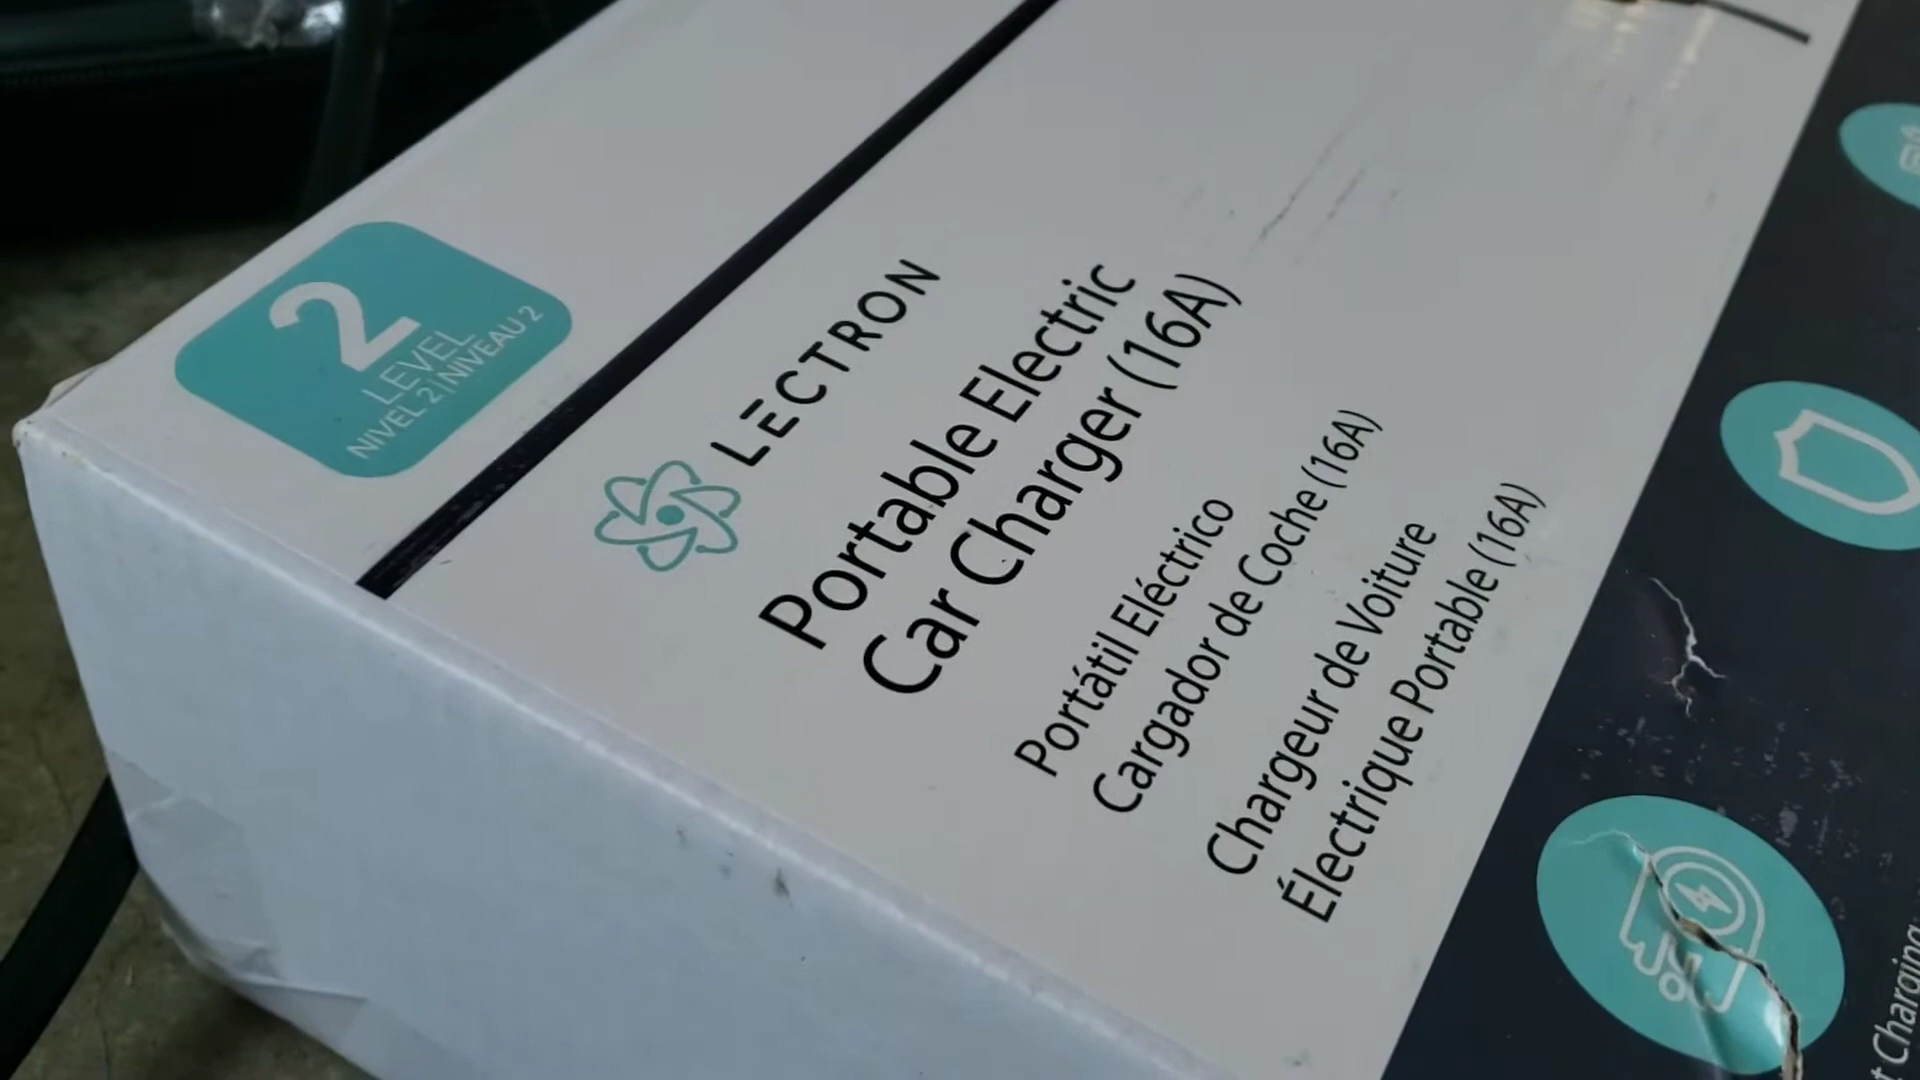 2
LEVEL
NIVEL 2|NIVEAU 2
LECTRON
Portable Electric
Car Charger (16A)
Portátil Eléctrico
Cargador de Coche (16A)
Chargeur de Voiture
Électrique Portable (16A)
Charging